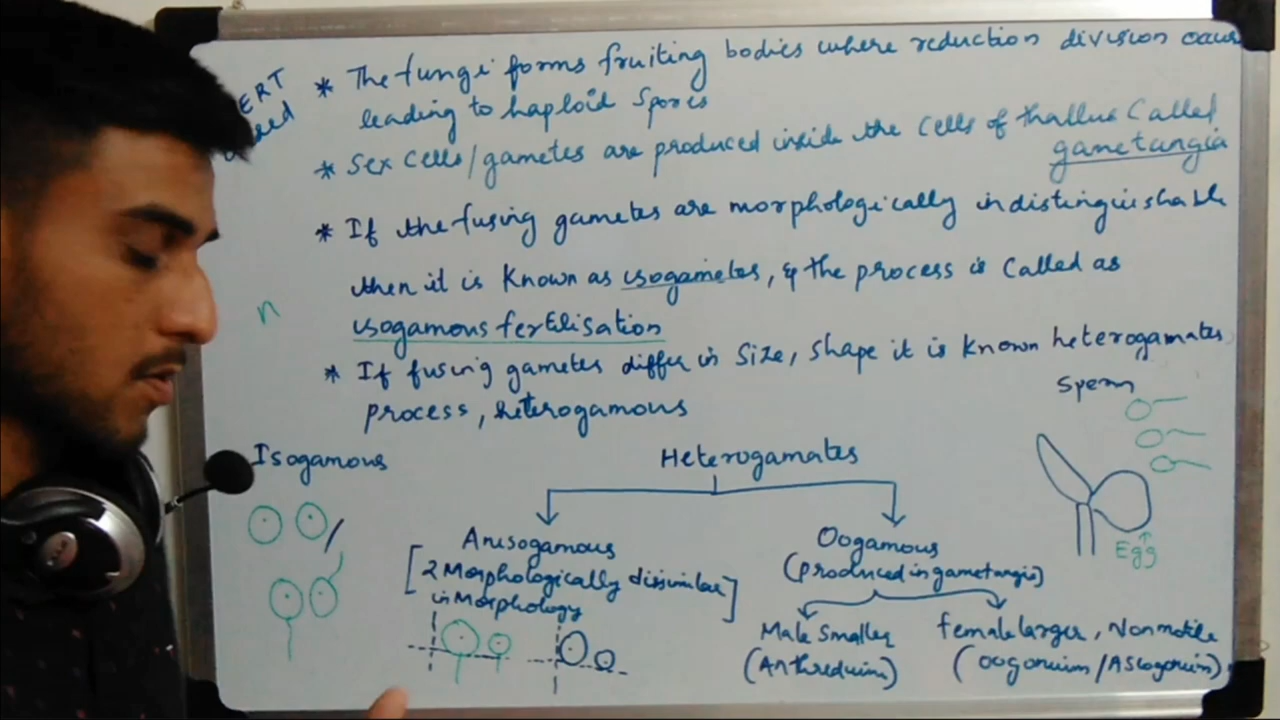 ERT
* The fungi forms fruiting bodies where reduction division occur
leading to haploid Spores
* Sex cells/gametes are produced inside the cells of thallus Called
gametangia
* If the fusing gametes are morphologically indistinguishable
then it is known as isogametes, & the process is called as
isogamous fertilisation
n
* If fusing gametes differ in Size, shape it is known heterogamates
process, heterogamous
Sperm
Isogamous
Heterogamates
Anisogamous
[2 Morphologically dissimilar
in Morphology]
Oogamous
(produced in gametangia)
Egg
Male smaller
(Anthreduim)
female larger, Nonmotile
(oogonium/Ascogonium)